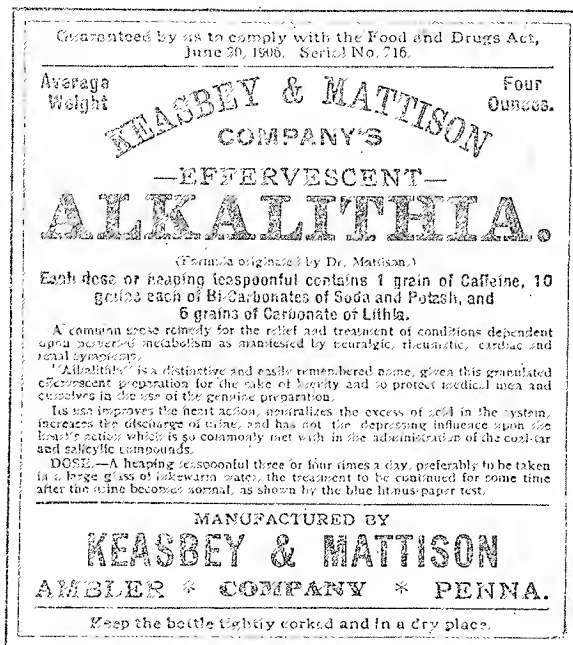 Guaranteed by us to comply with the Food and Drugs Act,
June 30, 1906. Serial No. 716.
Average
Weight
Four
Ounces.
KEASBEY & MATTISON
COMPANY'S
—EFFERVESCENT—
ALKALITHIA.
(Formula originated by Dr. Mattison.)
Each dose or heaping teaspoonful contains 1 grain of Caffeine, 10
grains each of Bi-Carbonates of Soda and Potash, and
5 grains of Carbonate of Lithia.
A common sense remedy for the relief and treatment of conditions dependent
upon perverted metabolism as manifested by neuralgic, rheumatic, cardiac and
renal symptoms.
"Alkalithia" is a distinctive and easily remembered name, given this granulated
effervescent preparation for the sake of brevity and to protect medical men and
ourselves in the use of the genuine preparation.
Its use improves the heart action, neutralizes the excess of acid in the system,
increases the discharge of urine, and has not the depressing influence upon the
heart's action which is so commonly met with in the administration of the coal-tar
and salicylic compounds.
DOSE.—A heaping teaspoonful three or four times a day, preferably to be taken
in a large glass of lukewarm water, the treatment to be continued for some time
after the urine becomes normal, as shown by the blue litmus-paper test.
MANUFACTURED BY
KEASBEY & MATTISON
AMBLER * COMPANY * PENNA.
Keep the bottle tightly corked and in a dry place.